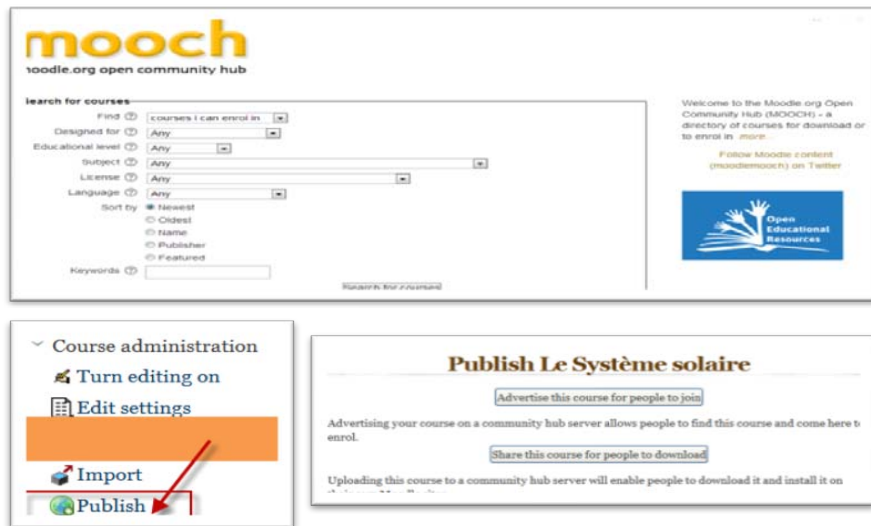 mooch
moodle.org open community hub
Search for courses
Find courses i can enrol in
Designed for Any
Educational level Any
Subject Any
License Any
Language Any
Sort by Newest
Oldest
Name
Publisher
Featured
Keywords
Search for courses
Welcome to the Moodle.org Open
Community Hub (MOOCH) - a
directory of courses for download or
to enrol in more...
Follow Moodle content
(moodlemooch) on Twitter
Open
Educational
Resources
Course administration
Turn editing on
Edit settings
Import
Publish
Publish Le Système solaire
Advertise this course for people to join
Advertising your course on a community hub server allows people to find this course and come here to
enrol.
Share this course for people to download
Uploading this course to a community hub server will enable people to download it and install it on